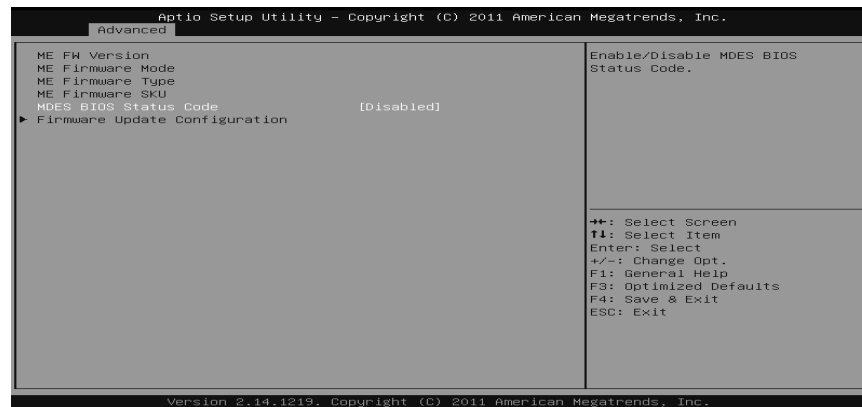 Aptio Setup Utility – Copyright (C) 2011 American Megatrends, Inc.
Advanced
ME FW Version
ME Firmware Mode
ME Firmware Type
ME Firmware SKU
MDES BIOS Status Code [Disabled]
▶ Firmware Update Configuration
Enable/Disable MDES BIOS
Status Code.
→←: Select Screen
↑↓: Select Item
Enter: Select
+/-: Change Opt.
F1: General Help
F3: Optimized Defaults
F4: Save & Exit
ESC: Exit
Version 2.14.1219. Copyright (C) 2011 American Megatrends, Inc.